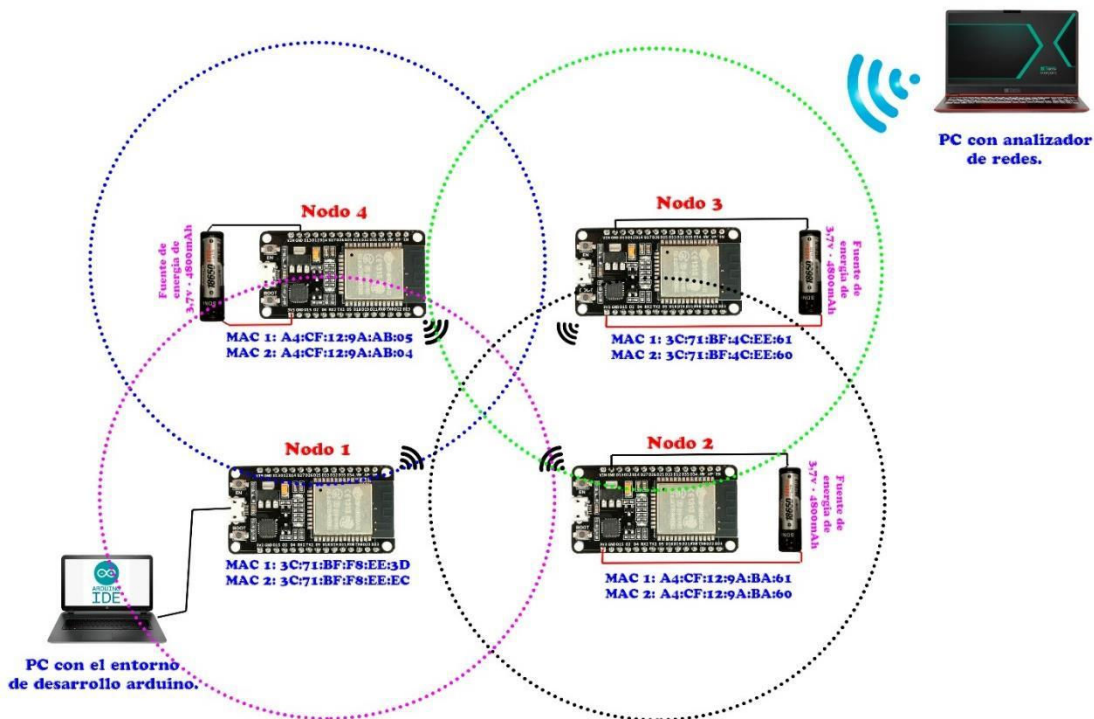 PC con analizador
de redes.
Nodo 4
Fuente de
energía de
3,7v - 4800mAh
MAC 1: A4:CF:12:9A:AB:05
MAC 2: A4:CF:12:9A:AB:04
Nodo 3
Fuente de
energía de
3,7v - 4800mAh
MAC 1: 3C:71:BF:4C:EE:61
MAC 2: 3C:71:BF:4C:EE:60
Nodo 1
MAC 1: 3C:71:BF:F8:EE:3D
MAC 2: 3C:71:BF:F8:EE:EC
Nodo 2
Fuente de
energía de
3,7v - 4800mAh
MAC 1: A4:CF:12:9A:BA:61
MAC 2: A4:CF:12:9A:BA:60
ARDUINO
IDE
PC con el entorno
de desarrollo arduino.